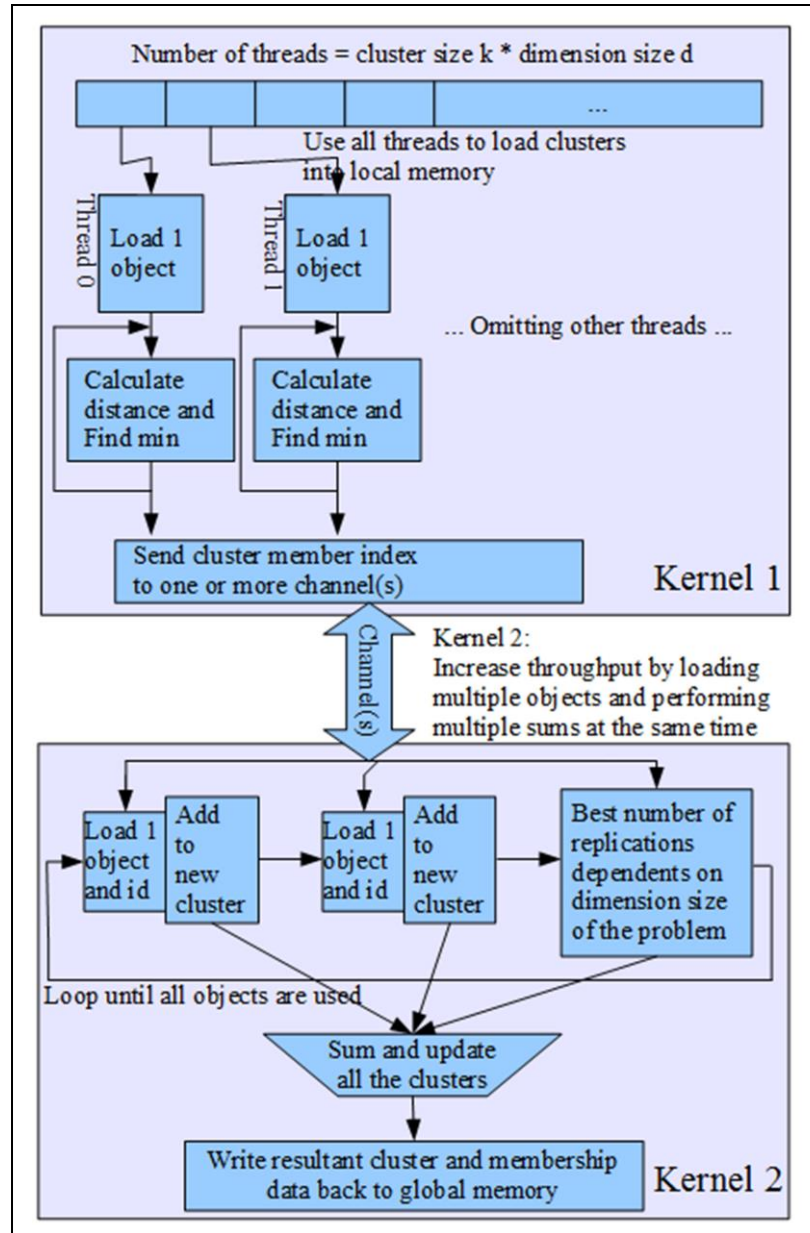 Number of threads = cluster size k * dimension size d
...
Use all threads to load clusters
into local memory
Thread 0
Load 1
object
Thread 1
Load 1
object
... Omitting other threads ...
Calculate
distance and
Find min
Calculate
distance and
Find min
Send cluster member index
to one or more channel(s)
Kernel 1
Channel(s)
Kernel 2:
Increase throughput by loading
multiple objects and performing
multiple sums at the same time
Load 1
object
and id
Add
to
new
cluster
Load 1
object
and id
Add
to
new
cluster
Best number of
replications
dependents on
dimension size
of the problem
Loop until all objects are used
Sum and update
all the clusters
Write resultant cluster and membership
data back to global memory
Kernel 2